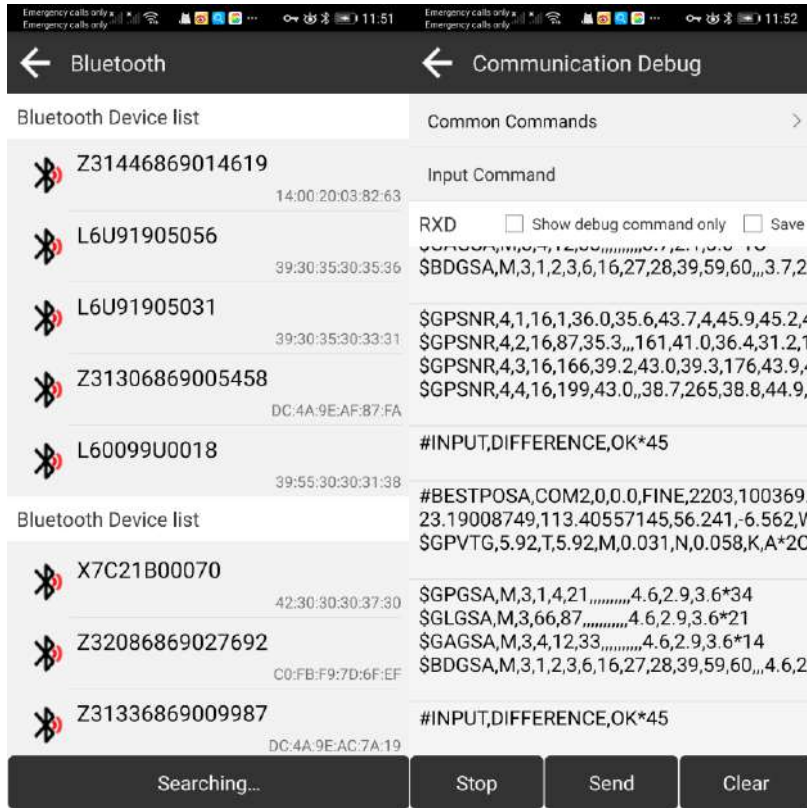 Emergency calls only
Emergency calls only
11:51
Bluetooth
Bluetooth Device list
Z31446869014619
14:00:20:03:82:63
L6U91905056
39:30:35:30:35:36
L6U91905031
39:30:35:30:33:31
Z31306869005458
DC:4A:9E:AF:87:FA
L60099U0018
39:55:30:30:31:38
Bluetooth Device list
X7C21B00070
42:30:30:30:37:30
Z32086869027692
C0:FB:F9:7D:6F:EF
Z31336869009987
DC:4A:9E:AC:7A:19
Searching...
Emergency calls only
Emergency calls only
11:52
Communication Debug
Common Commands
Input Command
RXD Show debug command only Save
$BDGSA,M,3,1,2,3,6,16,27,28,39,59,60,,,3.7,2
$GPSNR,4,1,16,1,36.0,35.6,43.7,4,45.9,45.2,4
$GPSNR,4,2,16,87,35.3,,,161,41.0,36.4,31.2,1
$GPSNR,4,3,16,166,39.2,43.0,39.3,176,43.9,4
$GPSNR,4,4,16,199,43.0,,38.7,265,38.8,44.9,
#INPUT,DIFFERENCE,OK*45
#BESTPOSA,COM2,0,0.0,FINE,2203,100369.
23.19008749,113.40557145,56.241,-6.562,W
$GPVTG,5.92,T,5.92,M,0.031,N,0.058,K,A*2C
$GPGSA,M,3,1,4,21,,,,,,,,,,4.6,2.9,3.6*34
$GLGSA,M,3,66,87,,,,,,,,,,,4.6,2.9,3.6*21
$GAGSA,M,3,4,12,33,,,,,,,,,,4.6,2.9,3.6*14
$BDGSA,M,3,1,2,3,6,16,27,28,39,59,60,,,4.6,2
#INPUT,DIFFERENCE,OK*45
Stop Send Clear